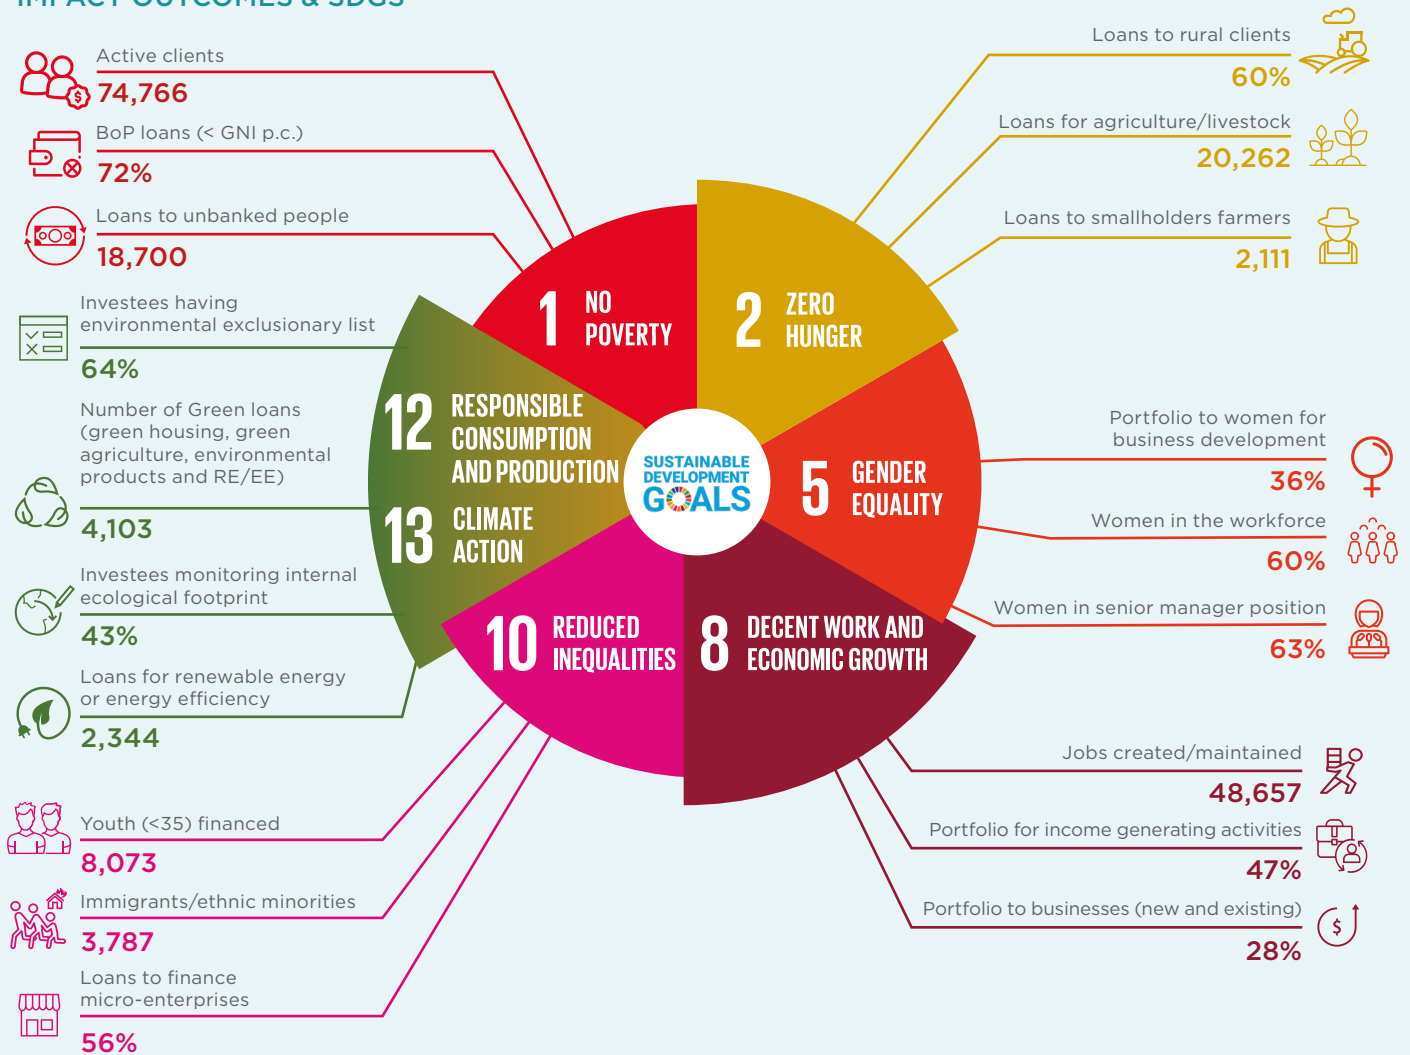 IMPACT OUTCOMES & SDGS
Active clients
74,766
BoP loans (< GNI p.c.)
72%
Loans to unbanked people
18,700
Investees having
environmental exclusionary list
64%
Number of Green loans
(green housing, green
agriculture, environmental
products and RE/EE)
4,103
Investees monitoring internal
ecological footprint
43%
Loans for renewable energy
or energy efficiency
2,344
Youth (<35) financed
8,073
Immigrants/ethnic minorities
3,787
Loans to finance
micro-enterprises
56%
1 NO
POVERTY
2 ZERO
HUNGER
12 RESPONSIBLE
CONSUMPTION
AND PRODUCTION
13 CLIMATE
ACTION
SUSTAINABLE
DEVELOPMENT
GOALS
5 GENDER
EQUALITY
10 REDUCED
INEQUALITIES
8 DECENT WORK AND
ECONOMIC GROWTH
Loans to rural clients
60%
Loans for agriculture/livestock
20,262
Loans to smallholders farmers
2,111
Portfolio to women for
business development
36%
Women in the workforce
60%
Women in senior manager position
63%
Jobs created/maintained
48,657
Portfolio for income generating activities
47%
Portfolio to businesses (new and existing)
28%